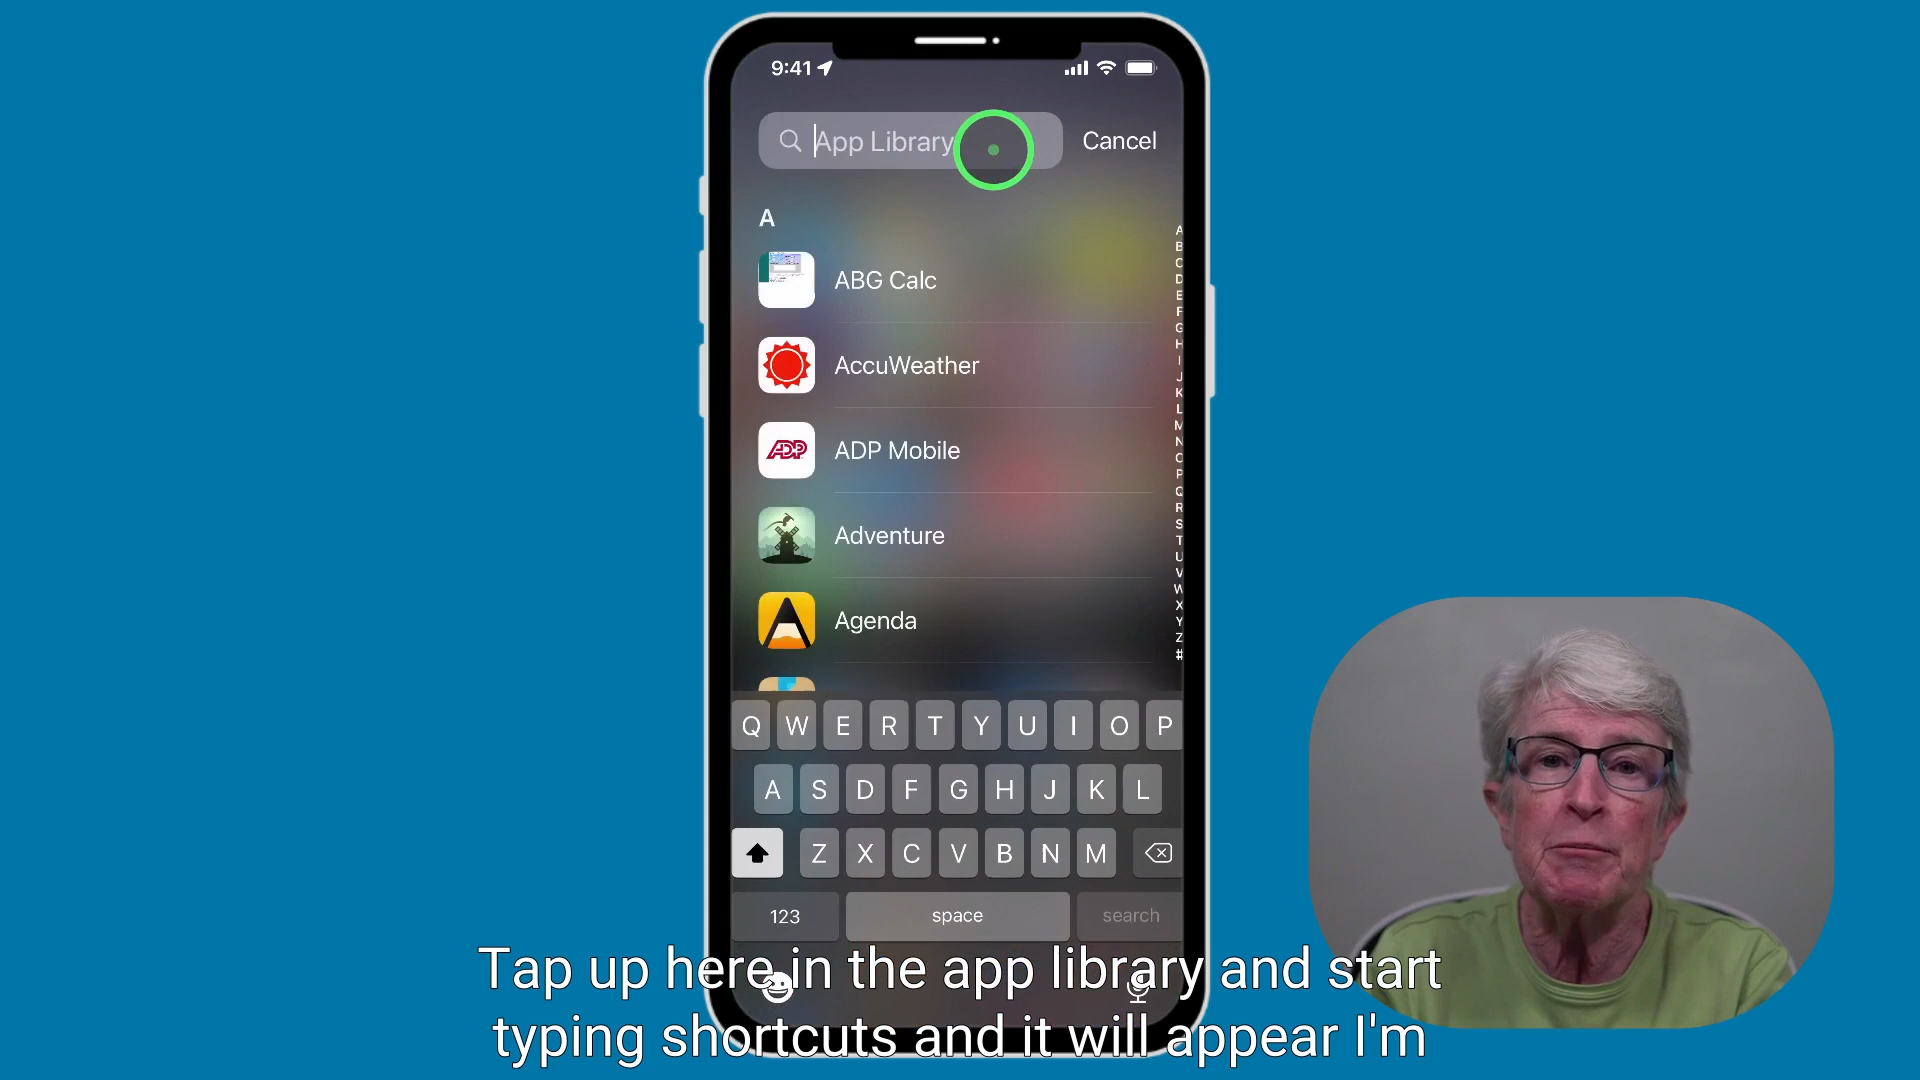 9:41
App Library
Cancel
A
ABG Calc
AccuWeather
ADP
ADP Mobile
Adventure
Agenda
A
B
C
D
E
F
G
H
I
J
K
L
M
N
O
P
Q
R
S
T
U
V
W
X
Y
Z
#
Q W E R T Y U I O P
A S D F G H J K L
Z X C V B N M
123 space search
Tap up here in the app library and start
typing shortcuts and it will appear I'm